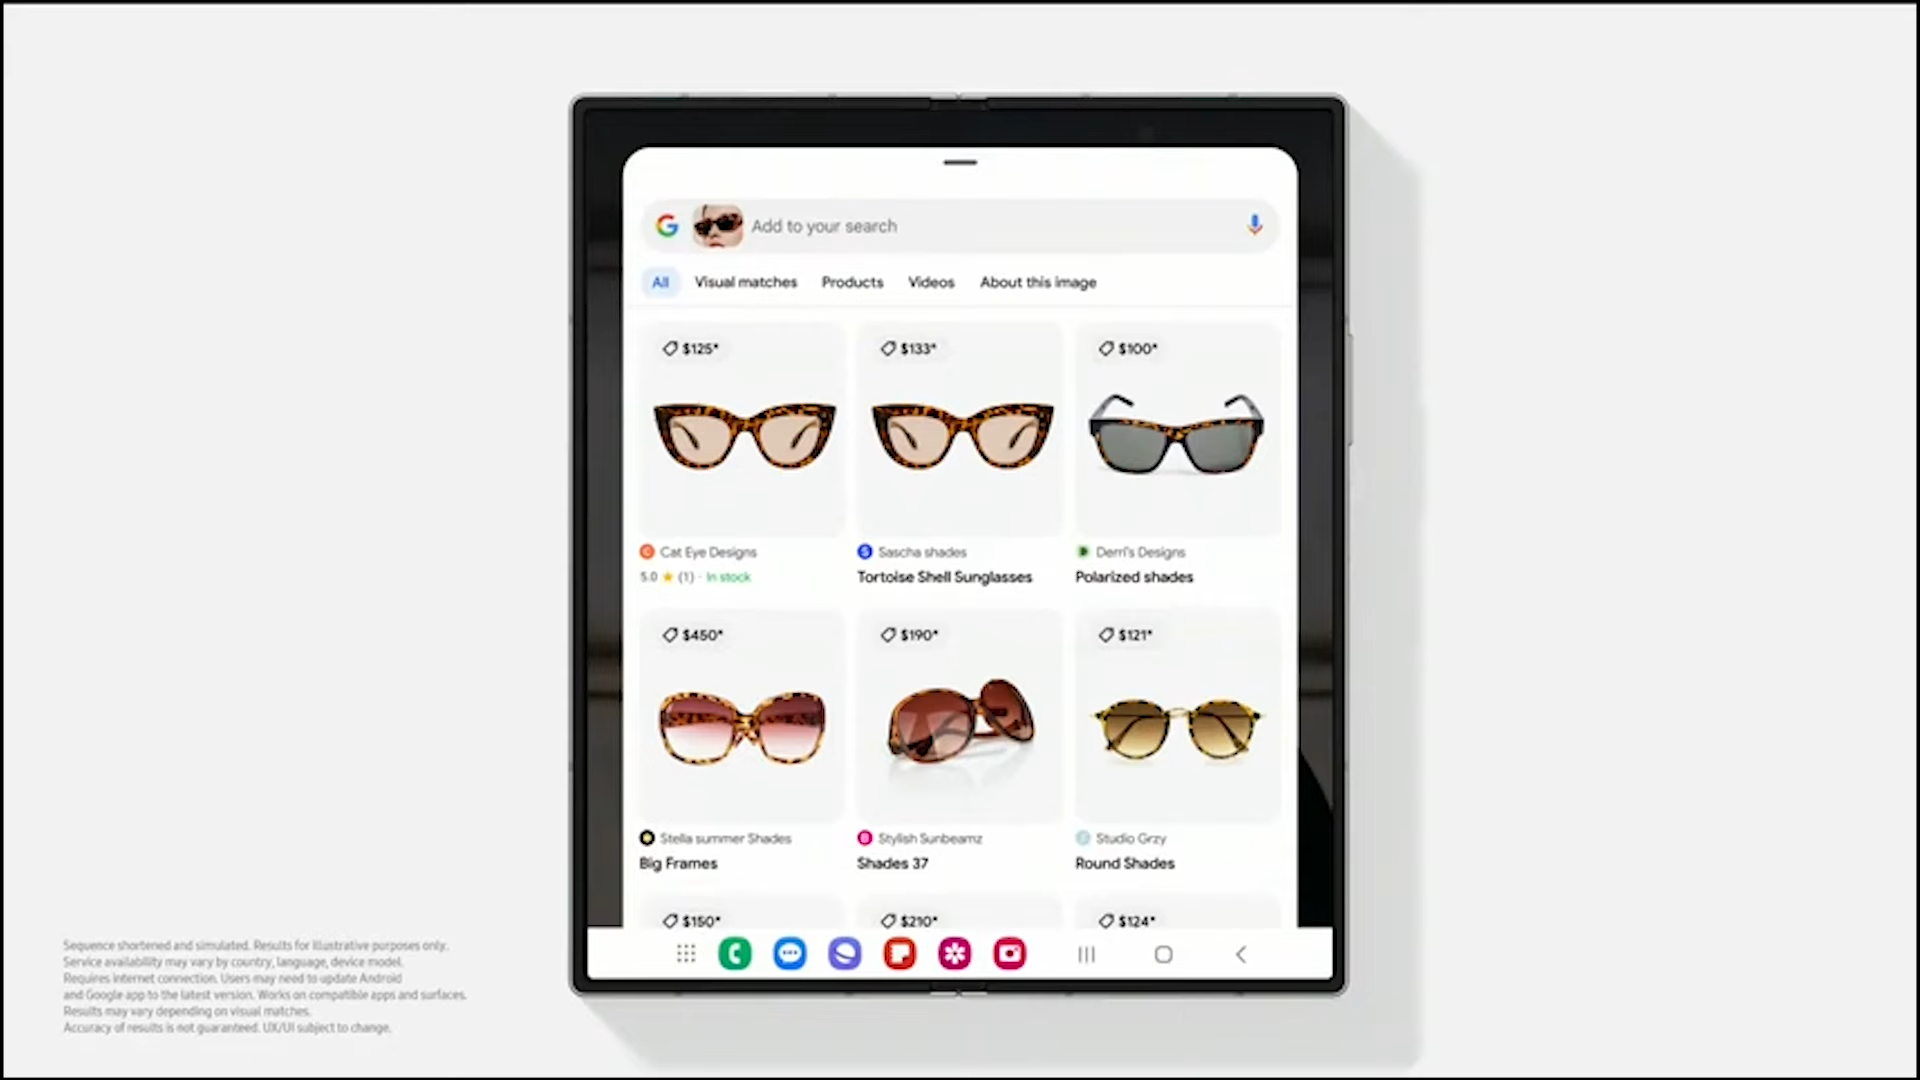 Add to your search
All Visual matches Products Videos About this image
$125* $133* $100*
Cat Eye Designs Sascha shades Derri's Designs
5.0 ★ (1) · In stock Tortoise Shell Sunglasses Polarized shades
$450* $190* $121*
Stella summer Shades Stylish Sunbeamz Studio Grzy
Big Frames Shades 37 Round Shades
$150* $210* $124*
Sequence shortened and simulated. Results for illustrative purposes only.
Service availability may vary by country, language, device model.
Requires internet connection. Users may need to update Android
and Google app to the latest version. Works on compatible apps and surfaces.
Results may vary depending on visual matches.
Accuracy of results is not guaranteed. UX/UI subject to change.